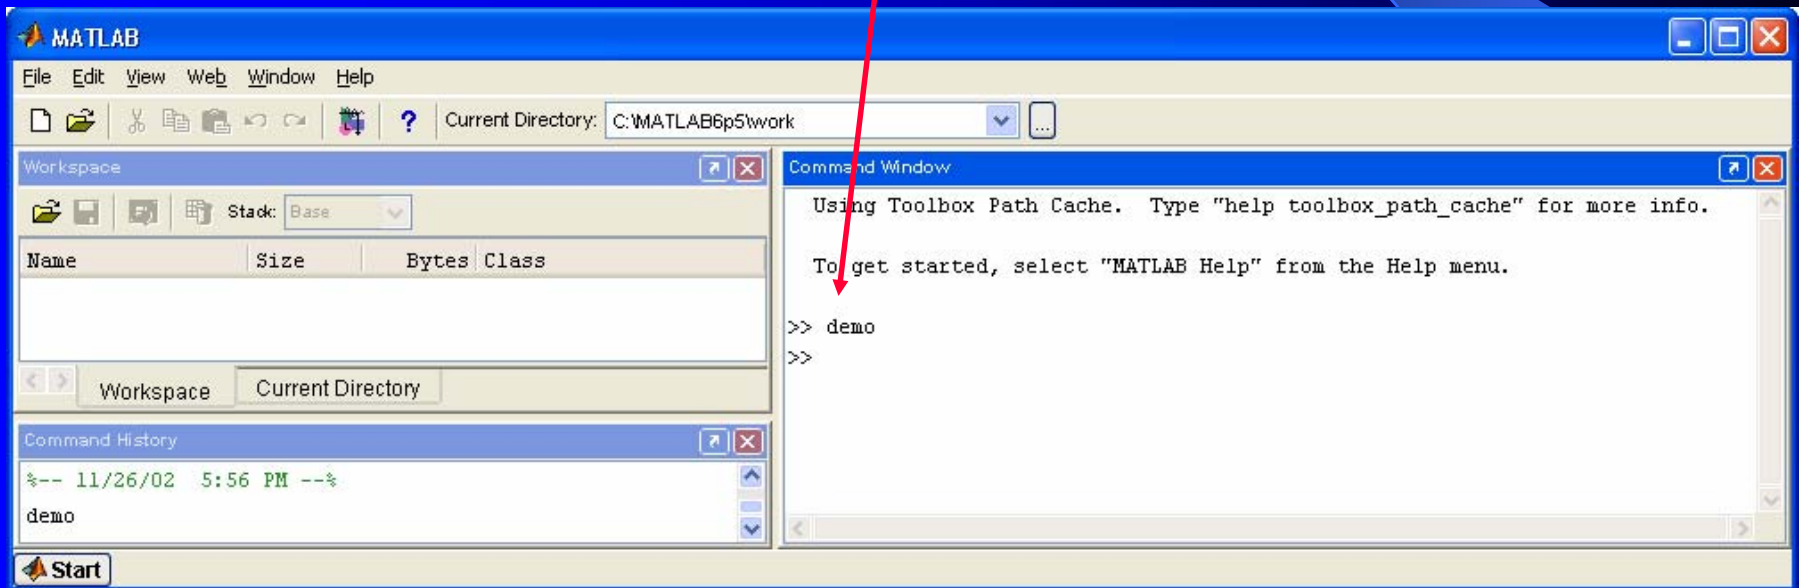 MATLAB
File Edit View Web Window Help
? Current Directory: C:\MATLAB6p5\work ...
Workspace
Stack: Base
Name Size Bytes Class
Workspace Current Directory
Command History
%-- 11/26/02 5:56 PM --%
demo
Command Window
Using Toolbox Path Cache. Type "help toolbox_path_cache" for more info.
To get started, select "MATLAB Help" from the Help menu.
>> demo
>>
Start